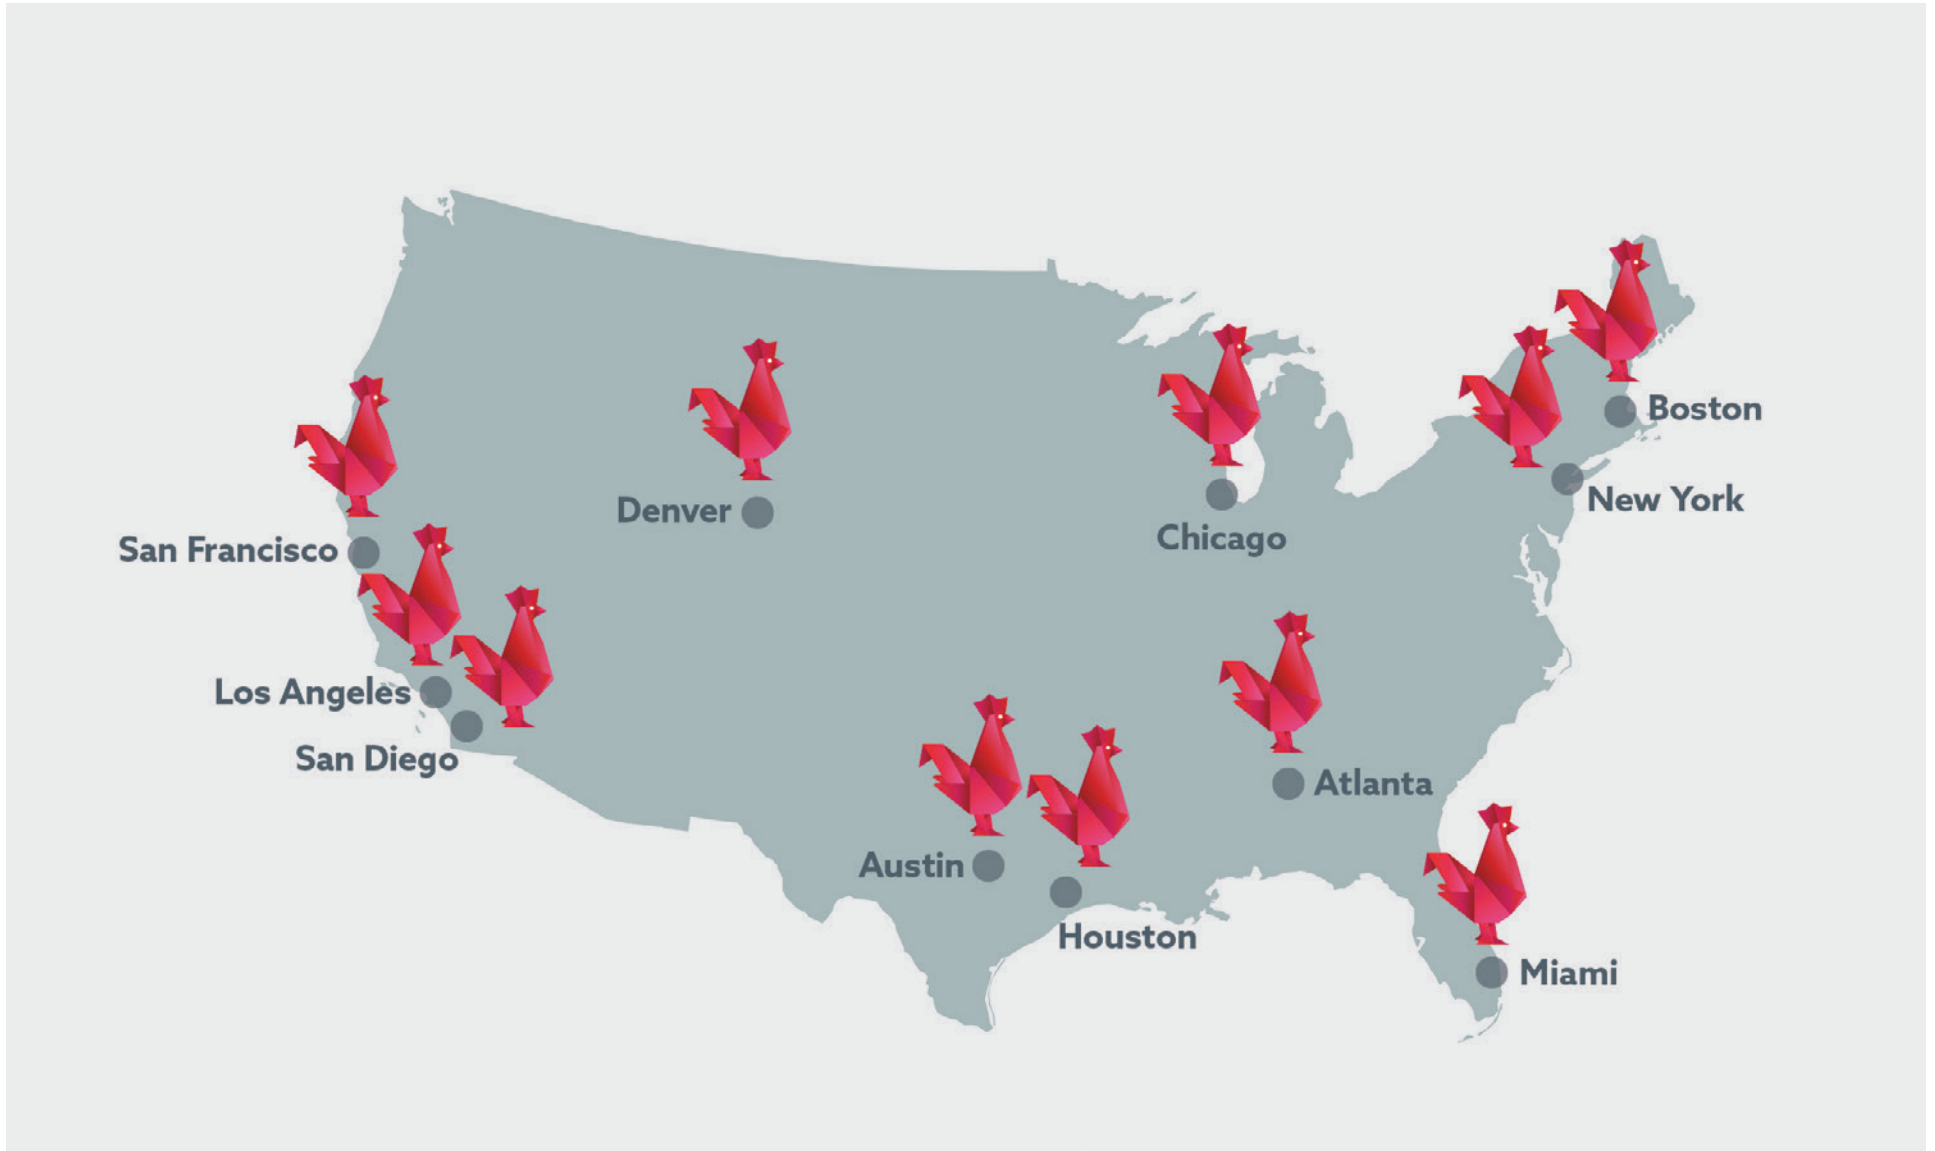 Boston
New York
Denver
Chicago
San Francisco
Los Angeles
San Diego
Atlanta
Austin
Houston
Miami